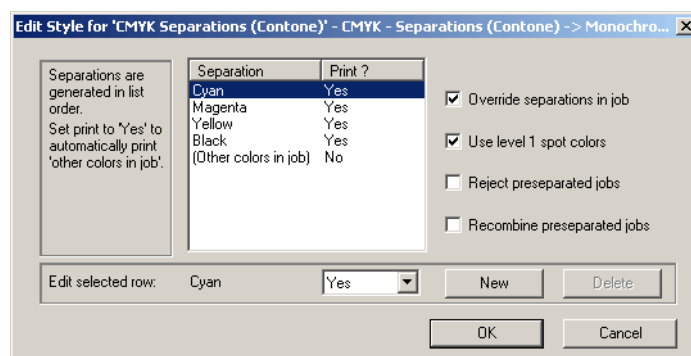 Edit Style for 'CMYK Separations (Contone)' - CMYK - Separations (Contone) -> Monochro...
Separations are
generated in list
order.
Set print to 'Yes' to
automatically print
'other colors in job'.
Separation Print ?
Cyan Yes
Magenta Yes
Yellow Yes
Black Yes
(Other colors in job) No
Override separations in job
Use level 1 spot colors
Reject preseparated jobs
Recombine preseparated jobs
Edit selected row: Cyan Yes New Delete
OK Cancel